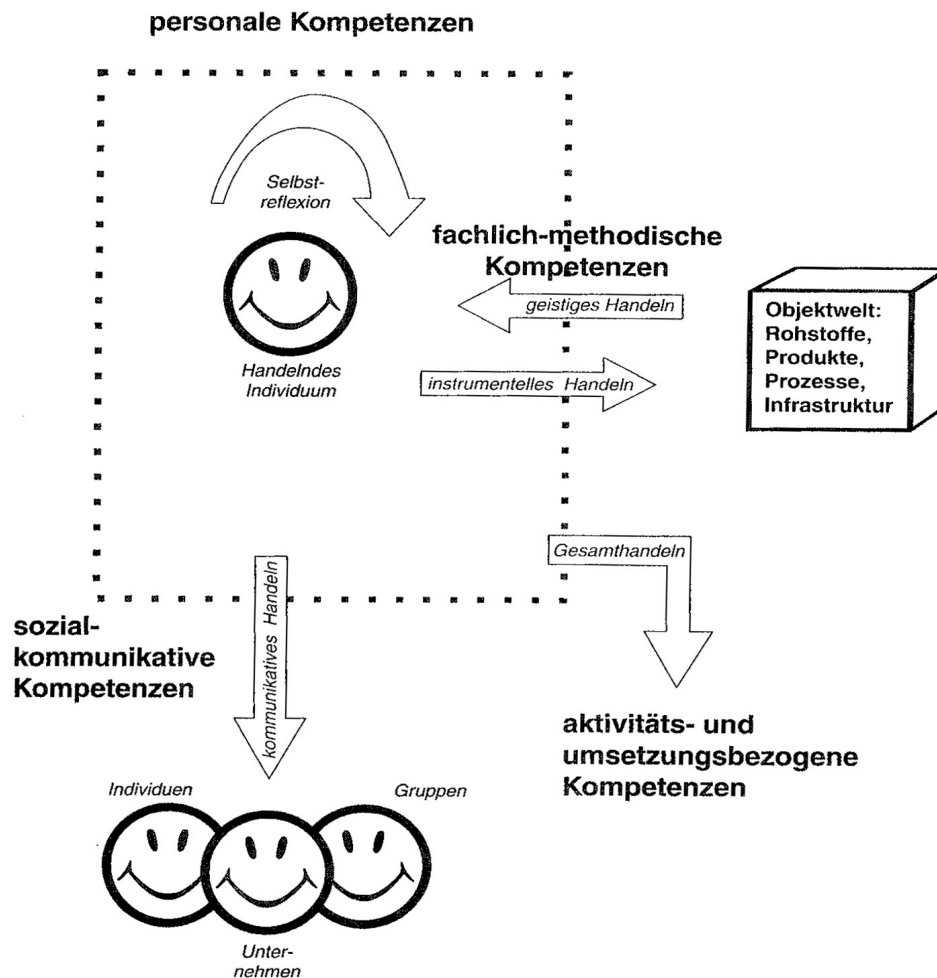 personale Kompetenzen
Selbst-
reflexion
fachlich-methodische
Kompetenzen
geistiges Handeln
Objektwelt:
Rohstoffe,
Produkte,
Prozesse,
Infrastruktur
Handelndes
Individuum
instrumentelles Handeln
Gesamthandeln
kommunikatives Handeln
sozial-
kommunikative
Kompetenzen
aktivitäts- und
umsetzungsbezogene
Kompetenzen
Individuen
Gruppen
Unter-
nehmen